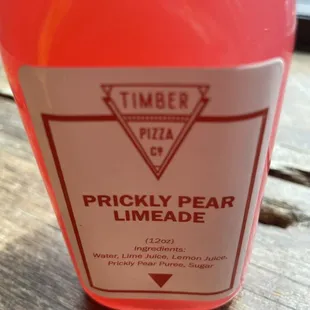 TIMBER
PIZZA
Cº
PRICKLY PEAR
LIMEADE
(12oz)
Ingredients:
Water, Lime Juice, Lemon Juice,
Prickly Pear Puree, Sugar